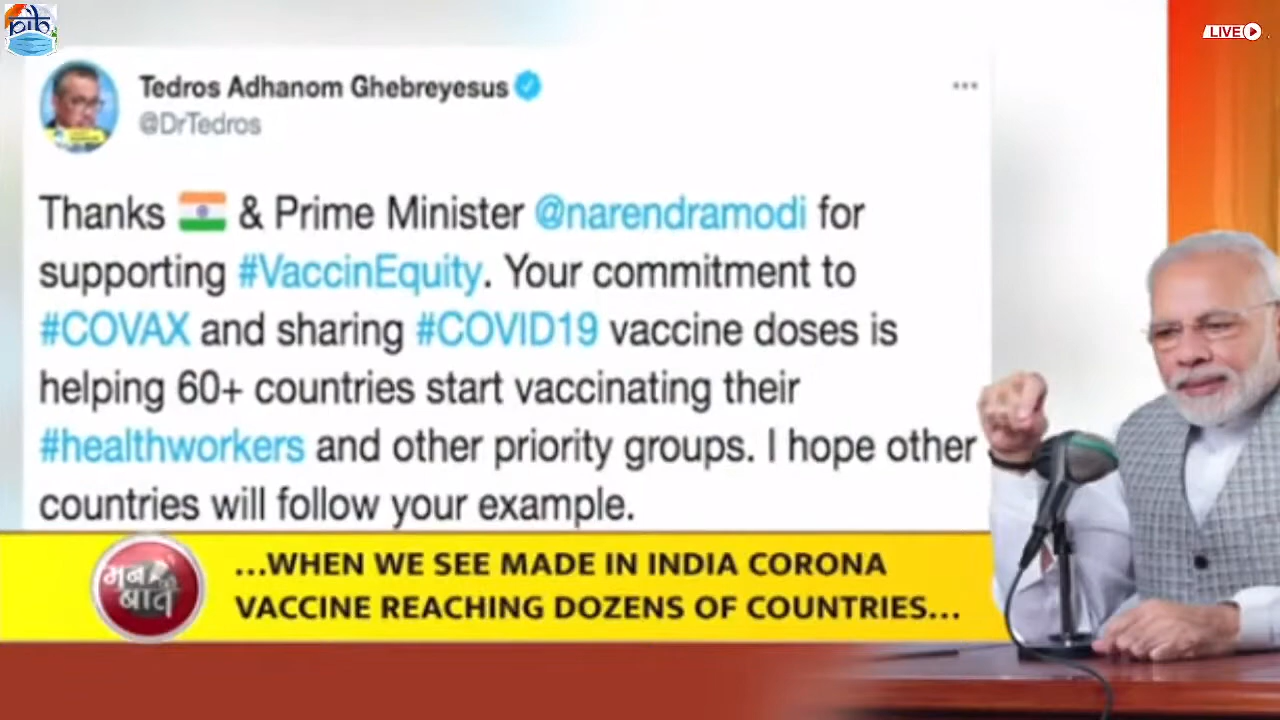 pib
LIVE
Tedros Adhanom Ghebreyesus
@DrTedros
Thanks 🇮🇳 & Prime Minister @narendramodi for
supporting #VaccinEquity. Your commitment to
#COVAX and sharing #COVID19 vaccine doses is
helping 60+ countries start vaccinating their
#healthworkers and other priority groups. I hope other
countries will follow your example.
मन की
बात
...WHEN WE SEE MADE IN INDIA CORONA
VACCINE REACHING DOZENS OF COUNTRIES...